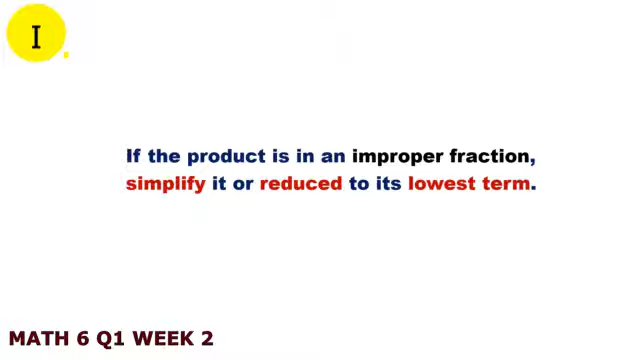 If the product is in an improper fraction,
simplify it or reduced to its lowest term.
MATH 6 Q1 WEEK 2